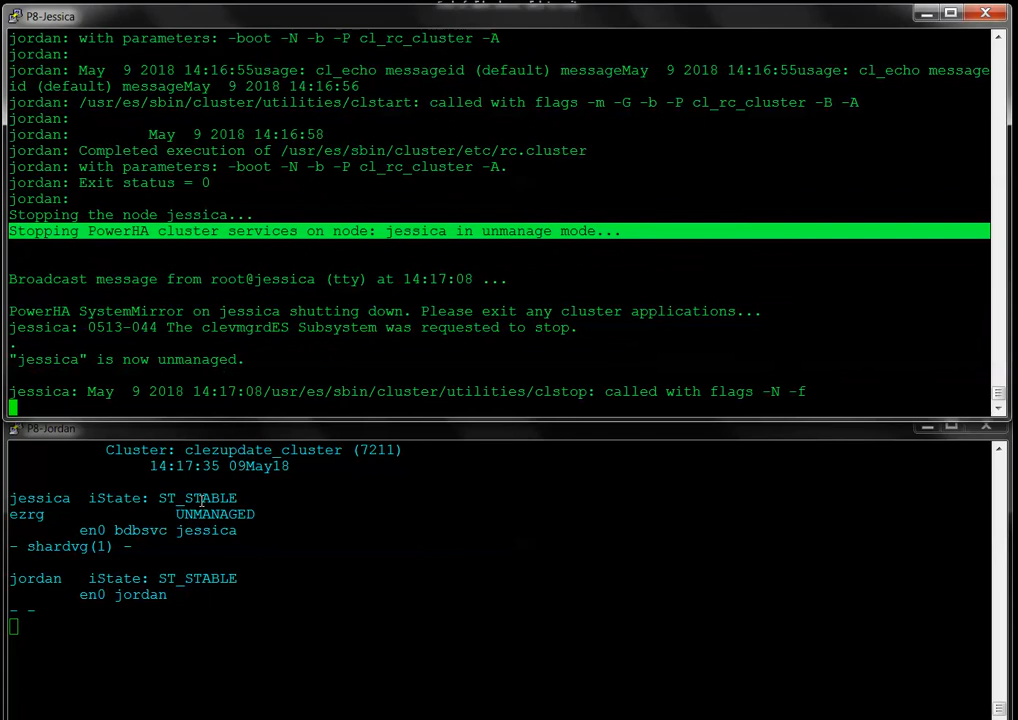 P8-Jessica
jordan: with parameters: -boot -N -b -P cl_rc_cluster -A
jordan:
jordan: May  9 2018 14:16:55usage: cl_echo messageid (default) messageMay  9 2018 14:16:55usage: cl_echo message
id (default) messageMay  9 2018 14:16:56
jordan: /usr/es/sbin/cluster/utilities/clstart: called with flags -m -G -b -P cl_rc_cluster -B -A
jordan:
jordan:         May  9 2018 14:16:58
jordan: Completed execution of /usr/es/sbin/cluster/etc/rc.cluster
jordan: with parameters: -boot -N -b -P cl_rc_cluster -A.
jordan: Exit status = 0
jordan:
Stopping the node jessica...
Stopping PowerHA cluster services on node: jessica in unmanage mode...
Broadcast message from root@jessica (tty) at 14:17:08 ...
PowerHA SystemMirror on jessica shutting down. Please exit any cluster applications...
jessica: 0513-044 The clevmgrdES Subsystem was requested to stop.
.
"jessica" is now unmanaged.
jessica: May  9 2018 14:17:08/usr/es/sbin/cluster/utilities/clstop: called with flags -N -f
P8-Jordan
Cluster: clezupdate_cluster (7211)
14:17:35 09May18
jessica  iState: ST_STABLE
ezrg               UNMANAGED
en0 bdbsvc jessica
- shardvg(1) -
jordan   iState: ST_STABLE
en0 jordan
- -